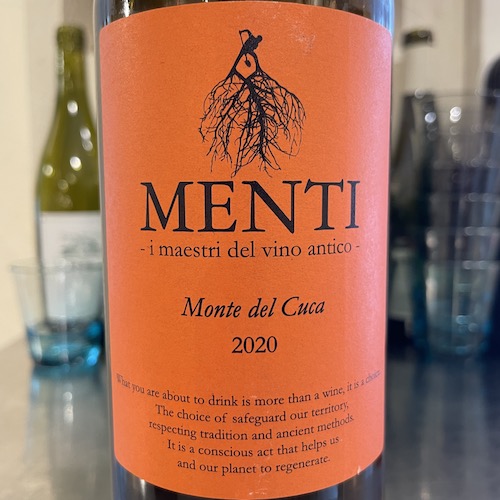 MENTI
- i maestri del vino antico -
Monte del Cuca
2020
What you are about to drink is more than a wine, it is a choice.
The choice of safeguard our territory,
respecting tradition and ancient methods.
It is a conscious act that helps us
and our planet to regenerate.